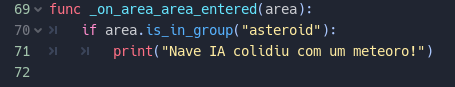 69 func _on_area_area_entered(area):
70 if area.is_in_group("asteroid"):
71 print("Nave IA colidiu com um meteoro!")
72